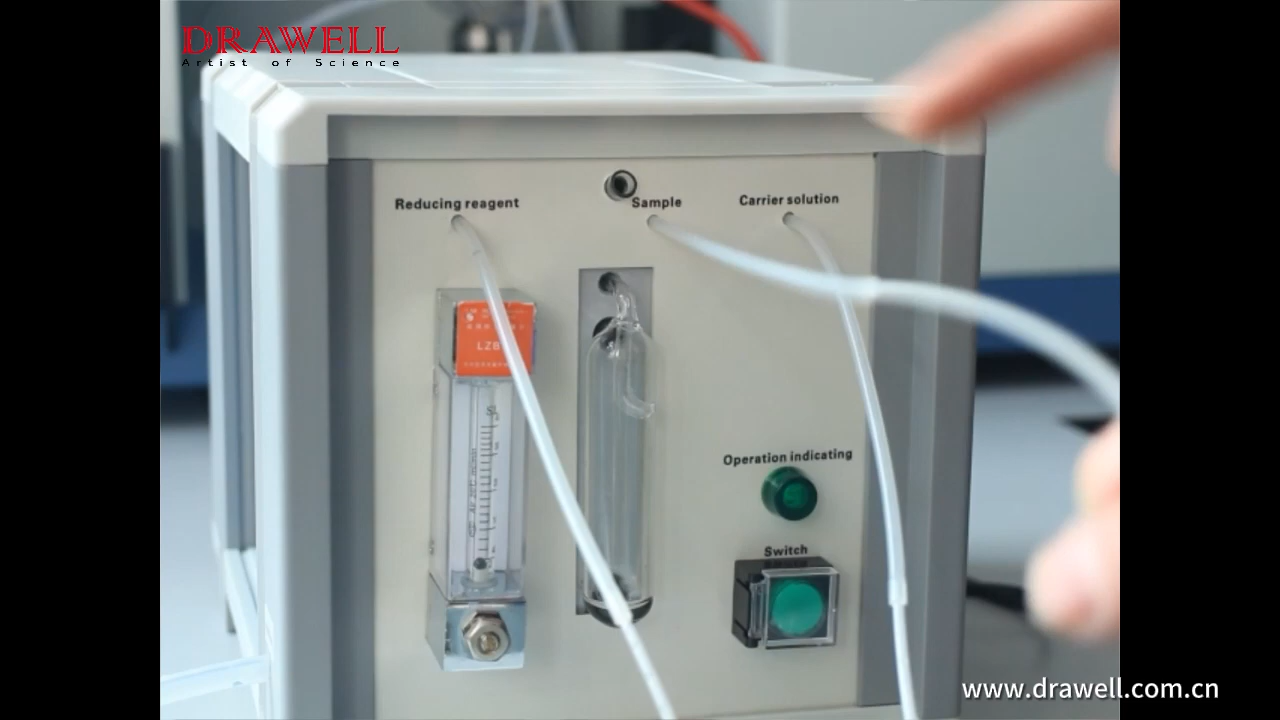 DRAWELL
Artist of Science
Reducing reagent
Sample
Carrier solution
LZB
Operation indicating
Switch
www.drawell.com.cn